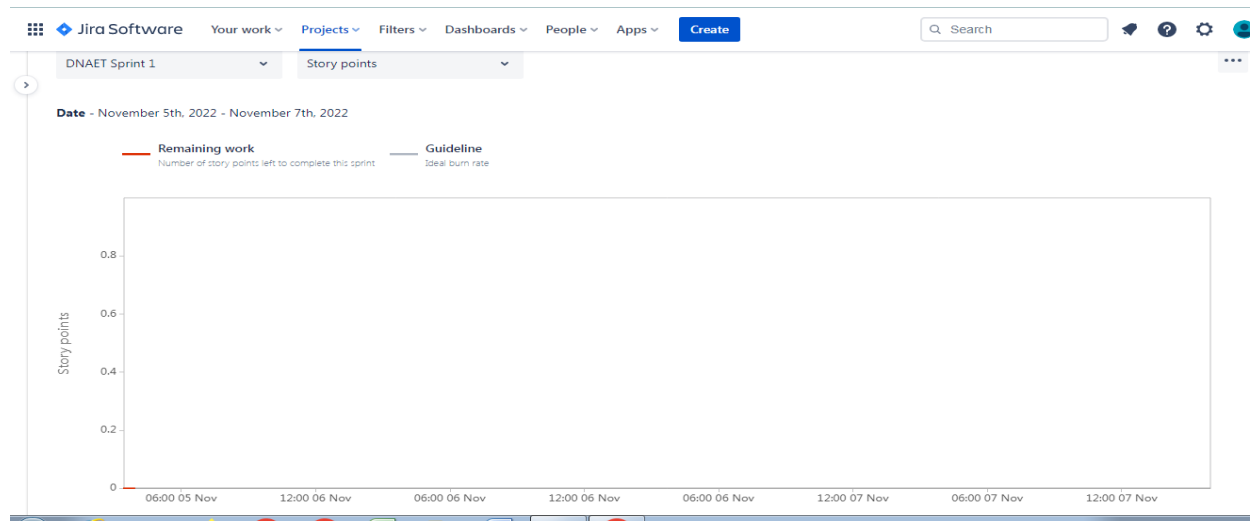 Jira Software Your work Projects Filters Dashboards People Apps Create Search
DNAET Sprint 1 Story points
Date - November 5th, 2022 - November 7th, 2022
Remaining work Guideline
Number of story points left to complete this sprint Ideal burn rate
0.8
0.6
Story points
0.4
0.2
0
06:00 05 Nov 12:00 06 Nov 06:00 06 Nov 12:00 06 Nov 06:00 06 Nov 12:00 07 Nov 06:00 07 Nov 12:00 07 Nov